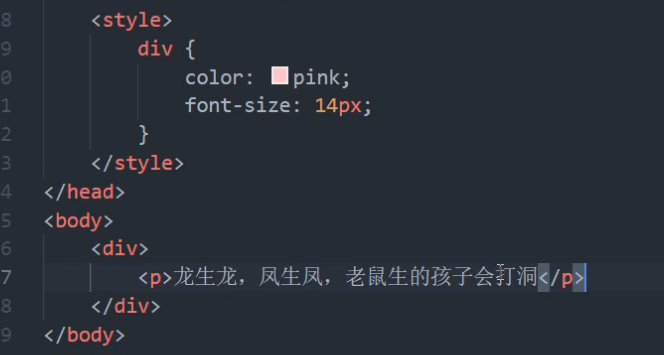 8 <style>
9 div {
0 color: pink;
1 font-size: 14px;
2 }
3 </style>
4 </head>
5 <body>
6 <div>
7 <p>龙生龙，凤生凤，老鼠生的孩子会打洞</p>
8 </div>
9 </body>